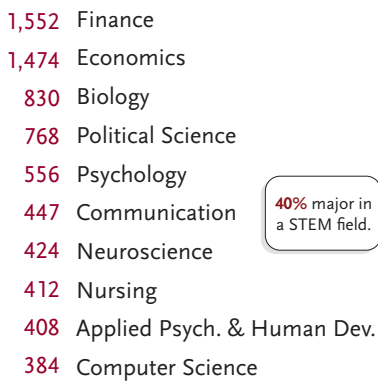 1,552 Finance
1,474 Economics
830 Biology
768 Political Science
556 Psychology
447 Communication
40% major in
a STEM field.
424 Neuroscience
412 Nursing
408 Applied Psych. & Human Dev.
384 Computer Science